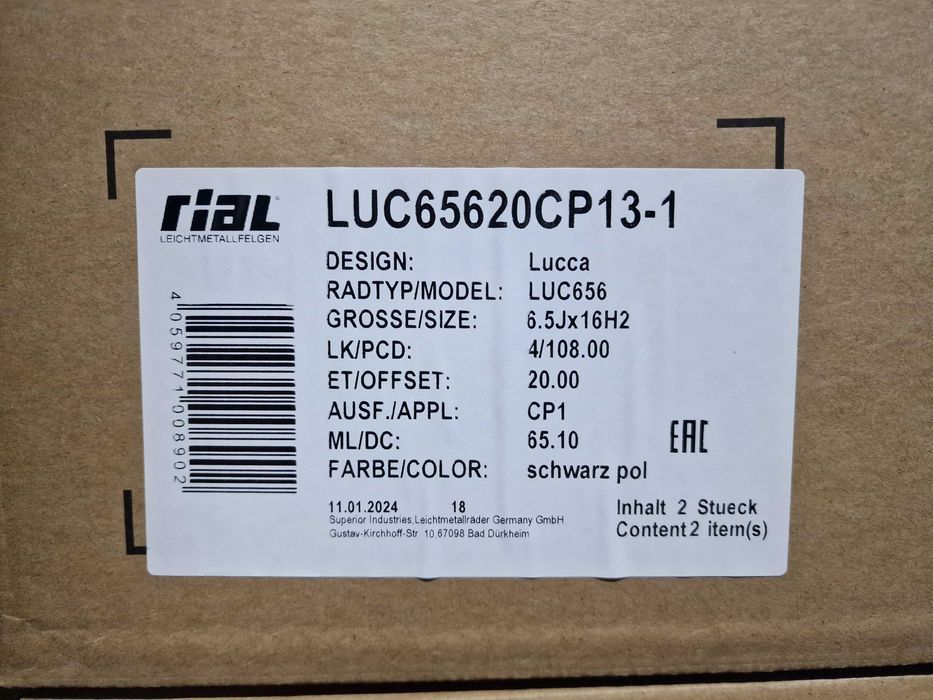 rial
LEICHTMETALLFELGEN
LUC65620CP13-1
DESIGN: Lucca
RADTYP/MODEL: LUC656
GROSSE/SIZE: 6.5Jx16H2
LK/PCD: 4/108.00
ET/OFFSET: 20.00
AUSF./APPL: CP1
ML/DC: 65.10
FARBE/COLOR: schwarz pol
4059771008902
EAC
11.01.2024 18
Superior Industries Leichtmetallräder Germany GmbH
Gustav-Kirchhoff-Str 10,67098 Bad Dürkheim
Inhalt 2 Stueck
Content 2 item(s)